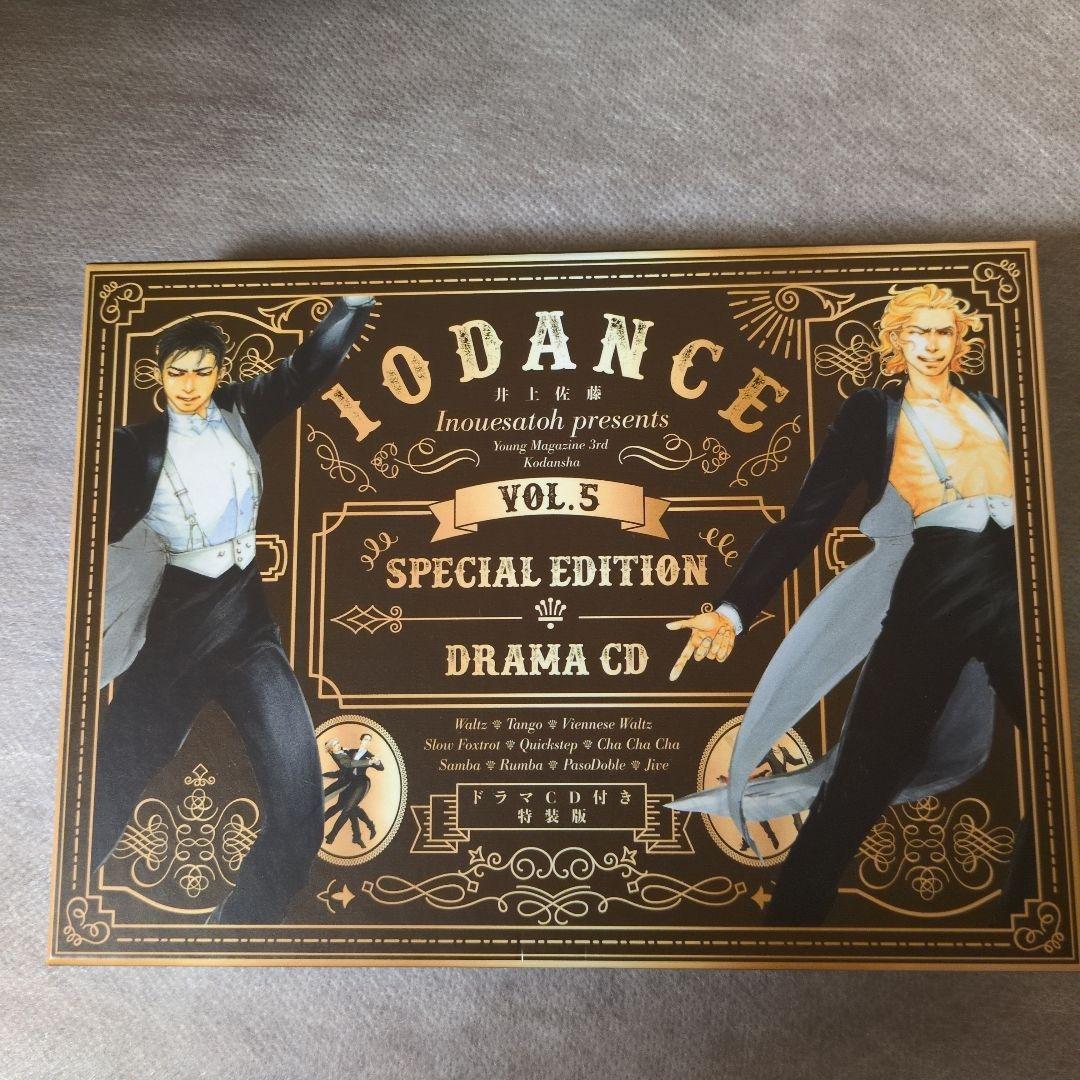 10DANCE
井上佐藤
Inouesatoh presents
Young Magazine 3rd
Kodansha
VOL.5
SPECIAL EDITION
DRAMA CD
Waltz Tango Viennese Waltz
Slow Foxtrot Quickstep Cha Cha Cha
Samba Rumba PasoDoble Jive
ドラマCD付き
特装版